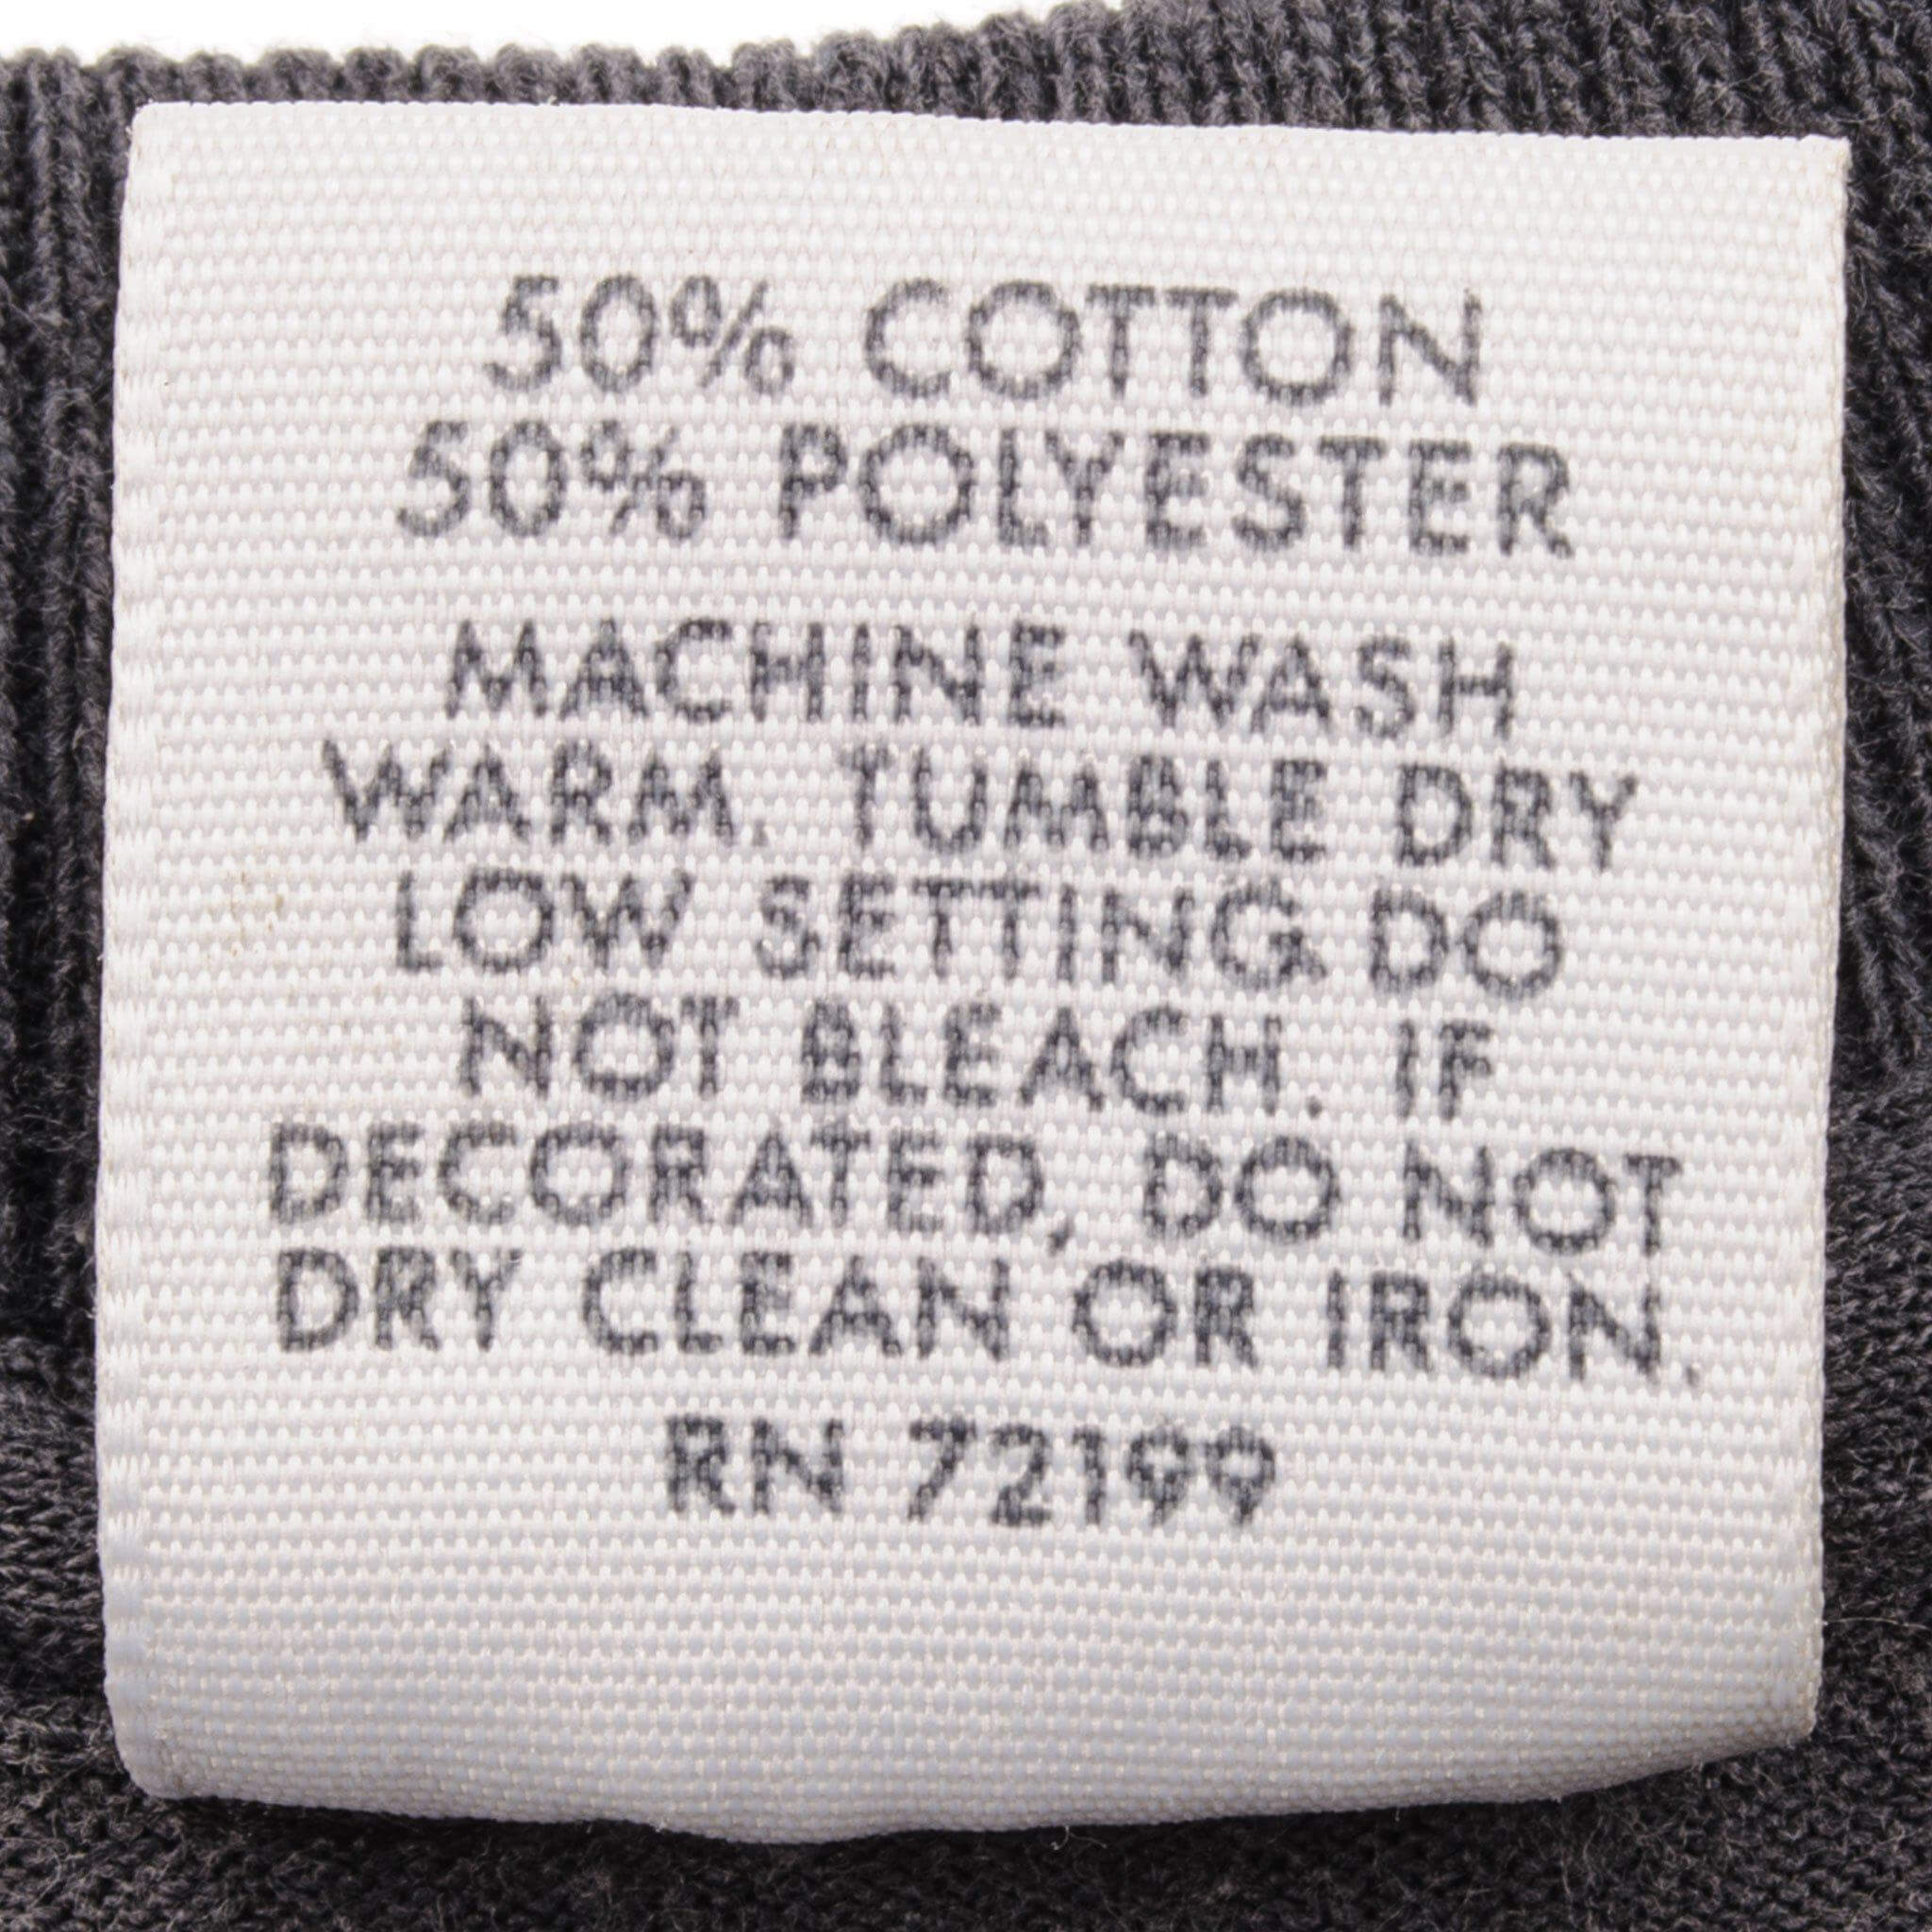 50% COTTON
50% POLYESTER
MACHINE WASH
WARM. TUMBLE DRY
LOW SETTING. DO
NOT BLEACH. IF
DECORATED, DO NOT
DRY CLEAN OR IRON.
RN 72199